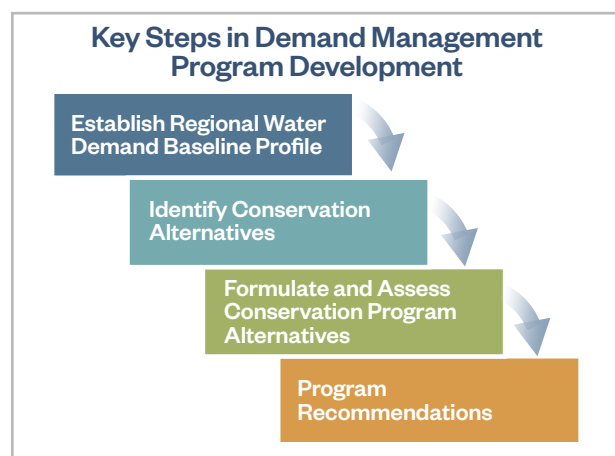 Key Steps in Demand Management
Program Development
Establish Regional Water
Demand Baseline Profile
Identify Conservation
Alternatives
Formulate and Assess
Conservation Program
Alternatives
Program
Recommendations